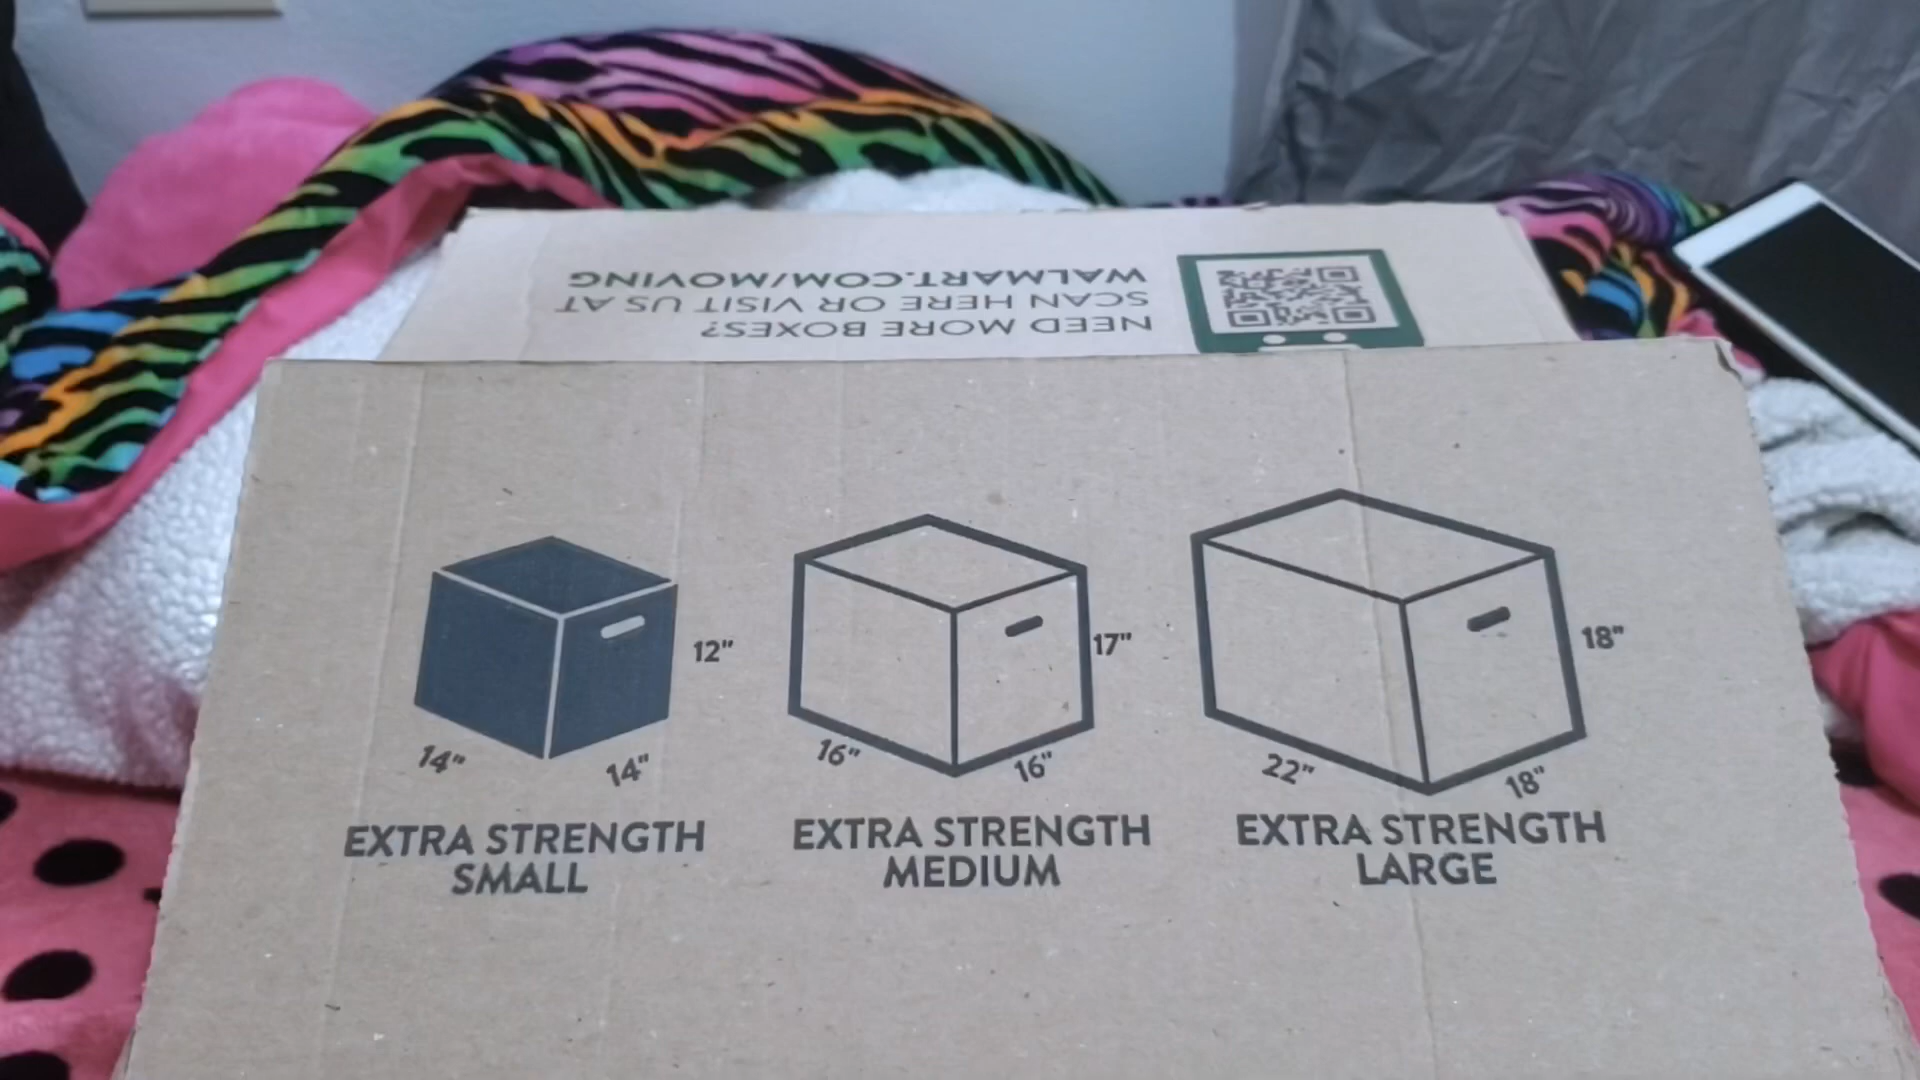 NEED MORE BOXES?
SCAN HERE OR VISIT US AT
WALMART.COM/MOVING
12"
14"
14"
EXTRA STRENGTH
SMALL
17"
16"
16"
EXTRA STRENGTH
MEDIUM
18"
22"
18"
EXTRA STRENGTH
LARGE